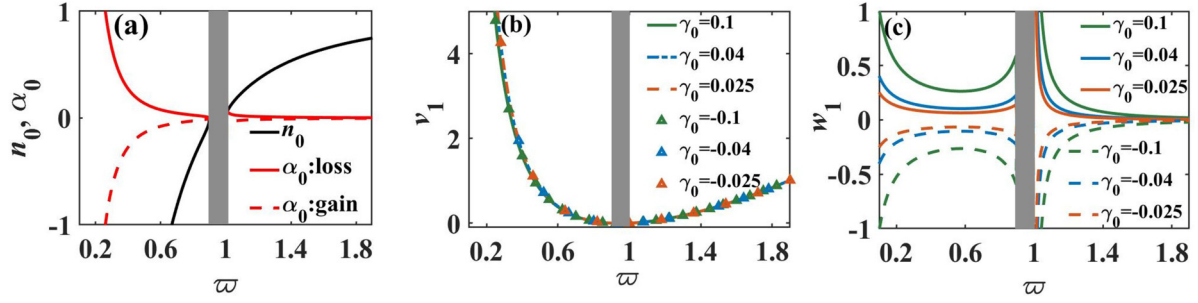 (a)
1
0
-1
n₀, α₀
n₀
α₀:loss
α₀:gain
0.2 0.6 1 1.4 1.8
ϖ
(b)
4
2
0
ν₁
γ₀=0.1
γ₀=0.04
γ₀=0.025
γ₀=-0.1
γ₀=-0.04
γ₀=-0.025
0.2 0.6 1 1.4 1.8
ϖ
(c)
1
0.5
0
-0.5
-1
w₁
γ₀=0.1
γ₀=0.04
γ₀=0.025
γ₀=-0.1
γ₀=-0.04
γ₀=-0.025
0.2 0.6 1 1.4 1.8
ϖ